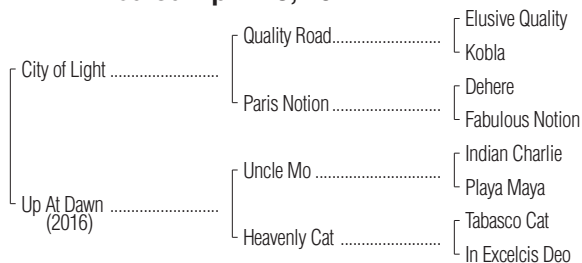 Elusive Quality
Quality Road
Kobla
City of Light
Dehere
Paris Notion
Fabulous Notion
Indian Charlie
Uncle Mo
Playa Maya
Up At Dawn
(2016)
Tabasco Cat
Heavenly Cat
In Excelcis Deo